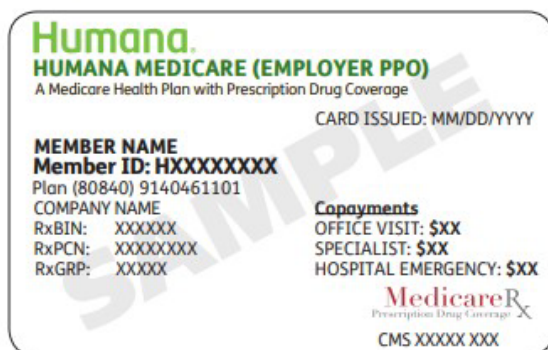 Humana.
HUMANA MEDICARE (EMPLOYER PPO)
A Medicare Health Plan with Prescription Drug Coverage
CARD ISSUED: MM/DD/YYYY
MEMBER NAME
Member ID: HXXXXXXXX
Plan (80840) 9140461101
COMPANY NAME
RxBIN: XXXXXX
RxPCN: XXXXXXXX
RxGRP: XXXXX
Copayments
OFFICE VISIT: $XX
SPECIALIST: $XX
HOSPITAL EMERGENCY: $XX
MedicareRx
Prescription Drug Coverage
CMS XXXXX XXX
SAMPLE